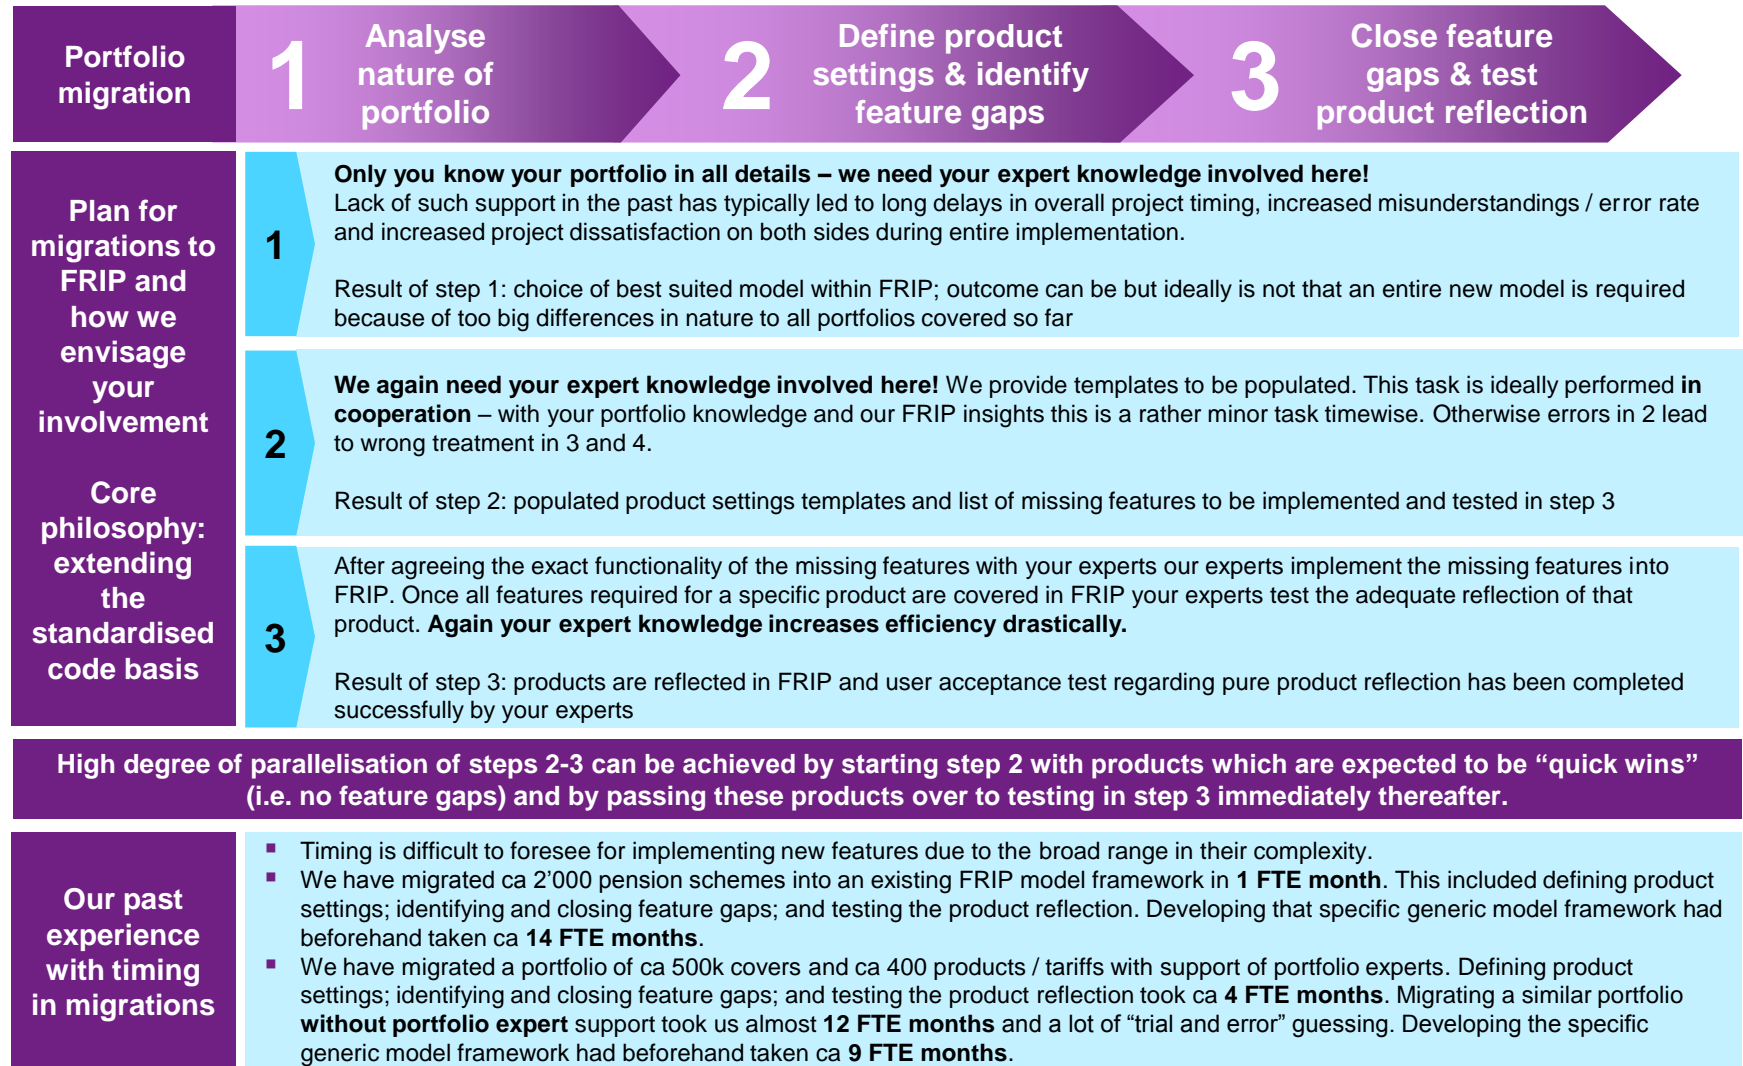 Portfolio
migration
1
Analyse
nature of
portfolio
2
Define product
settings & identify
feature gaps
3
Close feature
gaps & test
product reflection
Plan for
migrations to
FRIP and
how we
envisage
your
involvement
Core
philosophy:
extending
the
standardised
code basis
1
Only you know your portfolio in all details – we need your expert knowledge involved here!
Lack of such support in the past has typically led to long delays in overall project timing, increased misunderstandings / error rate
and increased project dissatisfaction on both sides during entire implementation.
Result of step 1: choice of best suited model within FRIP; outcome can be but ideally is not that an entire new model is required
because of too big differences in nature to all portfolios covered so far
2
We again need your expert knowledge involved here! We provide templates to be populated. This task is ideally performed in
cooperation – with your portfolio knowledge and our FRIP insights this is a rather minor task timewise. Otherwise errors in 2 lead
to wrong treatment in 3 and 4.
Result of step 2: populated product settings templates and list of missing features to be implemented and tested in step 3
3
After agreeing the exact functionality of the missing features with your experts our experts implement the missing features into
FRIP. Once all features required for a specific product are covered in FRIP your experts test the adequate reflection of that
product. Again your expert knowledge increases efficiency drastically.
Result of step 3: products are reflected in FRIP and user acceptance test regarding pure product reflection has been completed
successfully by your experts
High degree of parallelisation of steps 2-3 can be achieved by starting step 2 with products which are expected to be “quick wins”
(i.e. no feature gaps) and by passing these products over to testing in step 3 immediately thereafter.
Our past
experience
with timing
in migrations
▪ Timing is difficult to foresee for implementing new features due to the broad range in their complexity.
▪ We have migrated ca 2’000 pension schemes into an existing FRIP model framework in 1 FTE month. This included defining product
settings; identifying and closing feature gaps; and testing the product reflection. Developing that specific generic model framework had
beforehand taken ca 14 FTE months.
▪ We have migrated a portfolio of ca 500k covers and ca 400 products / tariffs with support of portfolio experts. Defining product
settings; identifying and closing feature gaps; and testing the product reflection took ca 4 FTE months. Migrating a similar portfolio
without portfolio expert support took us almost 12 FTE months and a lot of “trial and error” guessing. Developing the specific
generic model framework had beforehand taken ca 9 FTE months.